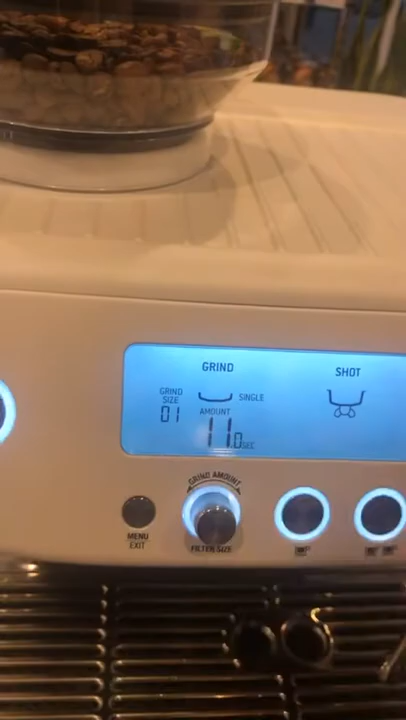 GRIND
SHOT
GRIND
SIZE
01
SINGLE
AMOUNT
11.0SEC
GRIND AMOUNT
FILTER SIZE
MENU
EXIT